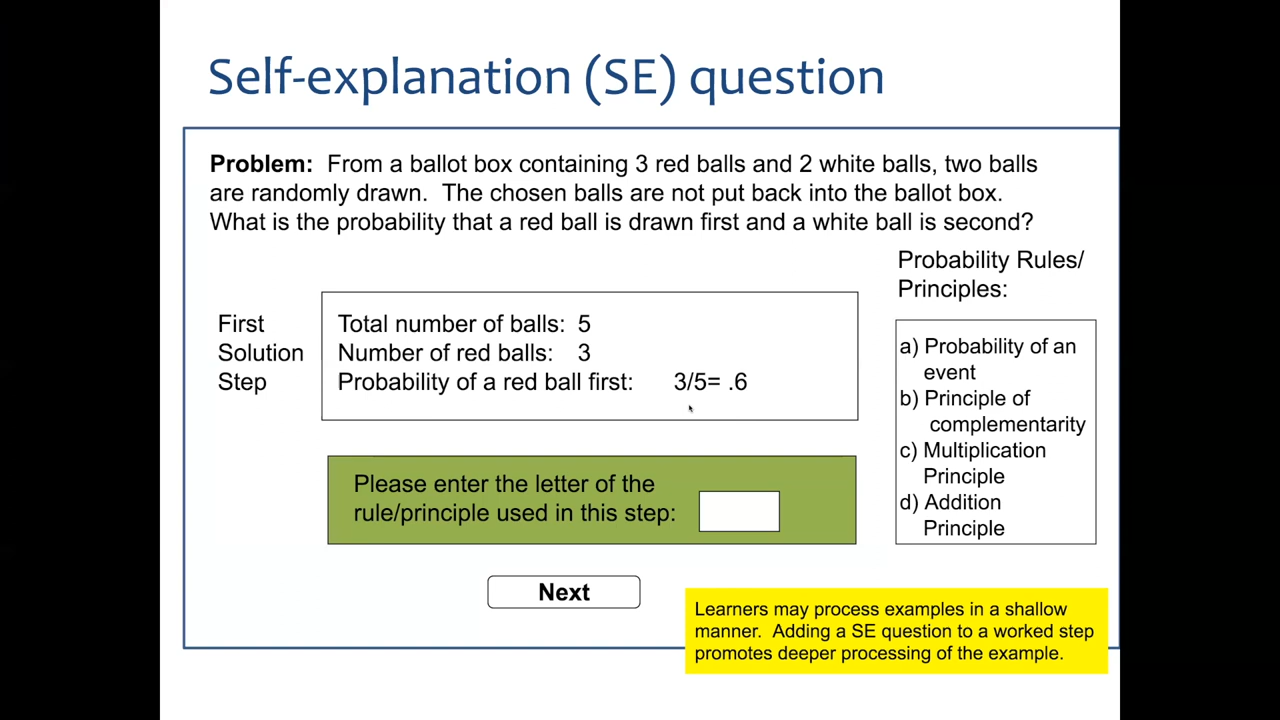 Self-explanation (SE) question
Problem: From a ballot box containing 3 red balls and 2 white balls, two balls
are randomly drawn. The chosen balls are not put back into the ballot box.
What is the probability that a red ball is drawn first and a white ball is second?
First
Solution
Step
Total number of balls: 5
Number of red balls: 3
Probability of a red ball first: 3/5= .6
Probability Rules/
Principles:
a) Probability of an
event
b) Principle of
complementarity
c) Multiplication
Principle
d) Addition
Principle
Please enter the letter of the
rule/principle used in this step:
Next
Learners may process examples in a shallow
manner. Adding a SE question to a worked step
promotes deeper processing of the example.